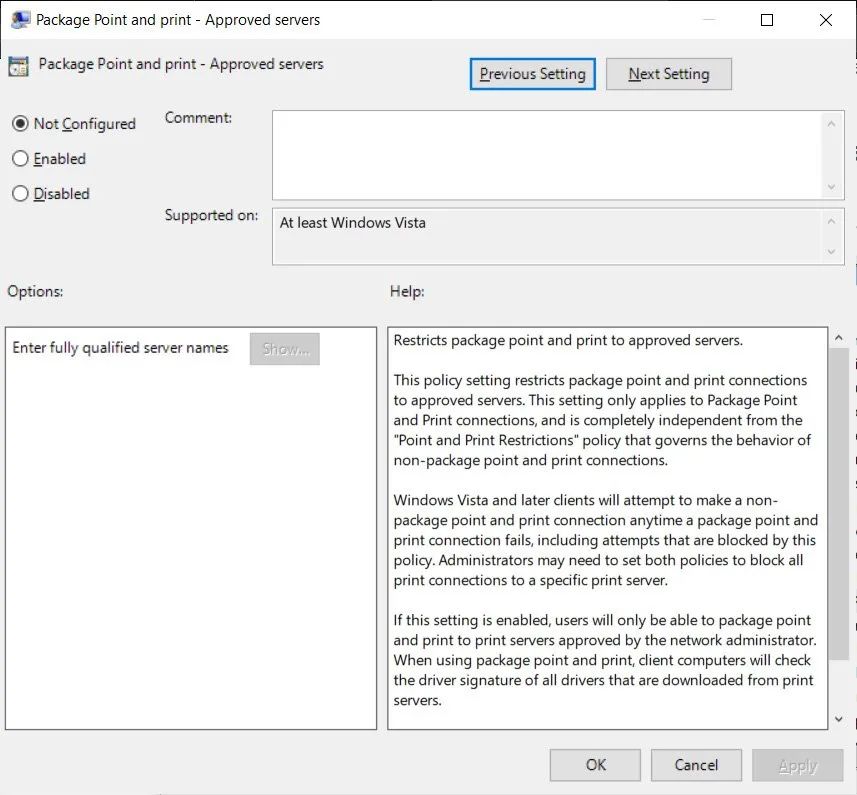 Package Point and print - Approved servers
Package Point and print - Approved servers
Previous Setting
Next Setting
Not Configured
Comment:
Enabled
Disabled
Supported on:
At least Windows Vista
Options:
Help:
Enter fully qualified server names
Show...
Restricts package point and print to approved servers.
This policy setting restricts package point and print connections
to approved servers. This setting only applies to Package Point
and Print connections, and is completely independent from the
"Point and Print Restrictions" policy that governs the behavior of
non-package point and print connections.
Windows Vista and later clients will attempt to make a non-
package point and print connection anytime a package point and
print connection fails, including attempts that are blocked by this
policy. Administrators may need to set both policies to block all
print connections to a specific print server.
If this setting is enabled, users will only be able to package point
and print to print servers approved by the network administrator.
When using package point and print, client computers will check
the driver signature of all drivers that are downloaded from print
servers.
OK
Cancel
Apply